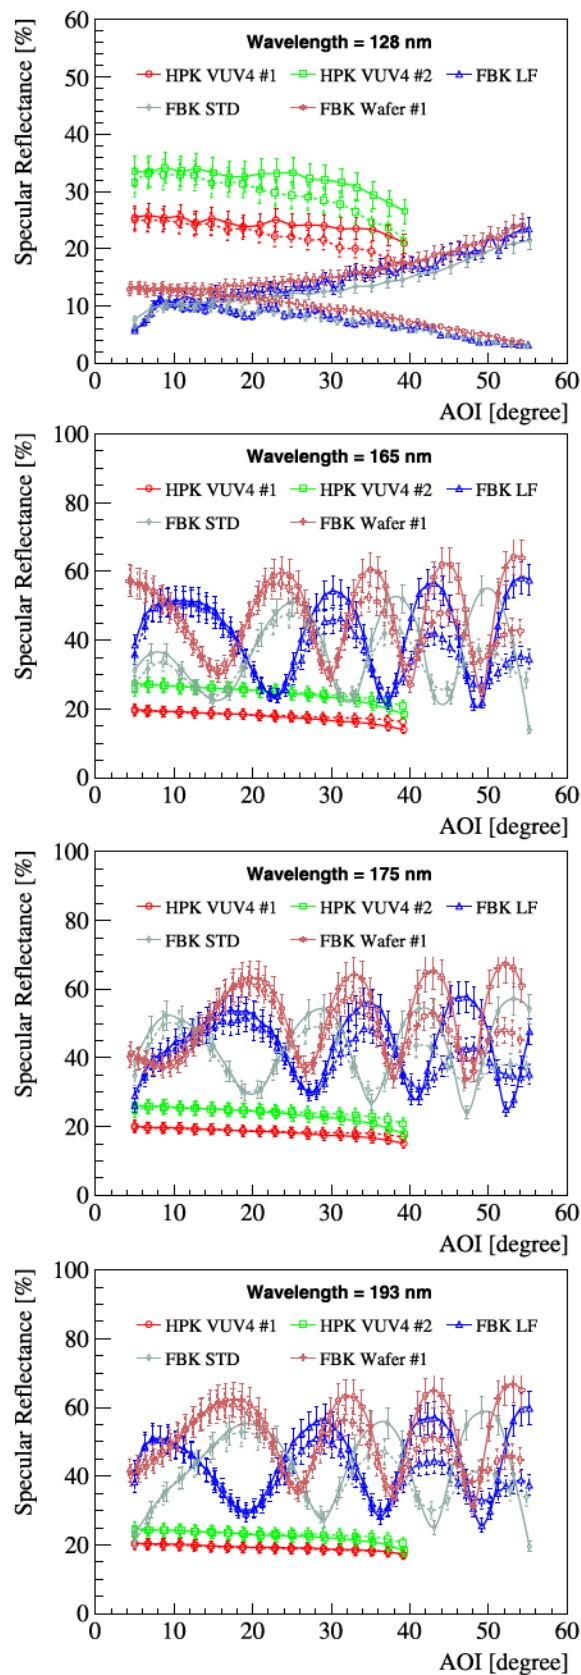 Specular Reflectance [%]
60
Wavelength = 128 nm
HPK VUV4 #1 HPK VUV4 #2 FBK LF
50
FBK STD FBK Wafer #1
40
30
20
10
0
0 10 20 30 40 50 60
AOI [degree]
Specular Reflectance [%]
100
Wavelength = 165 nm
HPK VUV4 #1 HPK VUV4 #2 FBK LF
80
FBK STD FBK Wafer #1
60
40
20
0
0 10 20 30 40 50 60
AOI [degree]
Specular Reflectance [%]
100
Wavelength = 175 nm
HPK VUV4 #1 HPK VUV4 #2 FBK LF
80
FBK STD FBK Wafer #1
60
40
20
0
0 10 20 30 40 50 60
AOI [degree]
Specular Reflectance [%]
100
Wavelength = 193 nm
HPK VUV4 #1 HPK VUV4 #2 FBK LF
80
FBK STD FBK Wafer #1
60
40
20
0
0 10 20 30 40 50 60
AOI [degree]